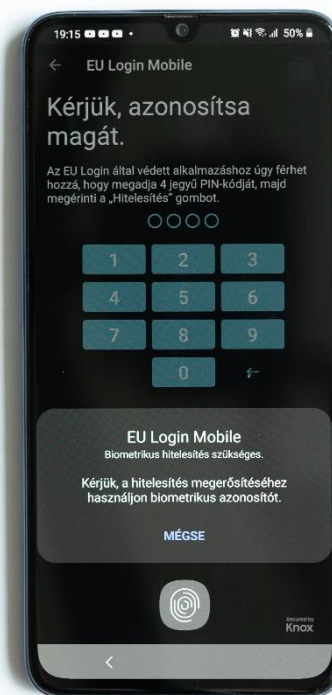 19:15
50%
EU Login Mobile
Kérjük, azonosítsa
magát.
Az EU Login által védett alkalmazáshoz úgy férhet
hozzá, hogy megadja 4 jegyű PIN-kódját, majd
megérinti a „Hitelesítés" gombot.
1 2 3
4 5 6
7 8 9
0
EU Login Mobile
Biometrikus hitelesítés szükséges.
Kérjük, a hitelesítés megerősítéséhez
használjon biometrikus azonosítót.
MÉGSE
Secured by
Knox